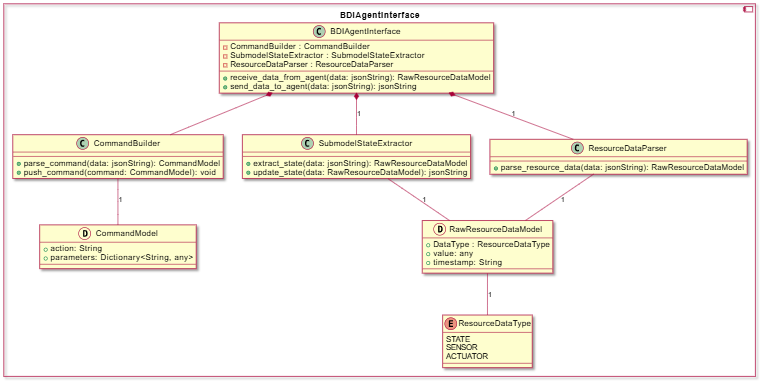 BDIAgentInterface
C BDIAgentInterface
CommandBuilder : CommandBuilder
SubmodelStateExtractor : SubmodelStateExtractor
ResourceDataParser : ResourceDataParser
receive_data_from_agent(data: jsonString): RawResourceDataModel
send_data_to_agent(data: jsonString): jsonString
1
1
C CommandBuilder
parse_command(data: jsonString): CommandModel
push_command(command: CommandModel): void
C SubmodelStateExtractor
extract_state(data: jsonString): RawResourceDataModel
update_state(data: RawResourceDataModel): jsonString
C ResourceDataParser
parse_resource_data(data: jsonString): RawResourceDataModel
1
1
1
D CommandModel
action: String
parameters: Dictionary<String, any>
D RawResourceDataModel
DataType : ResourceDataType
value: any
timestamp: String
1
E ResourceDataType
STATE
SENSOR
ACTUATOR